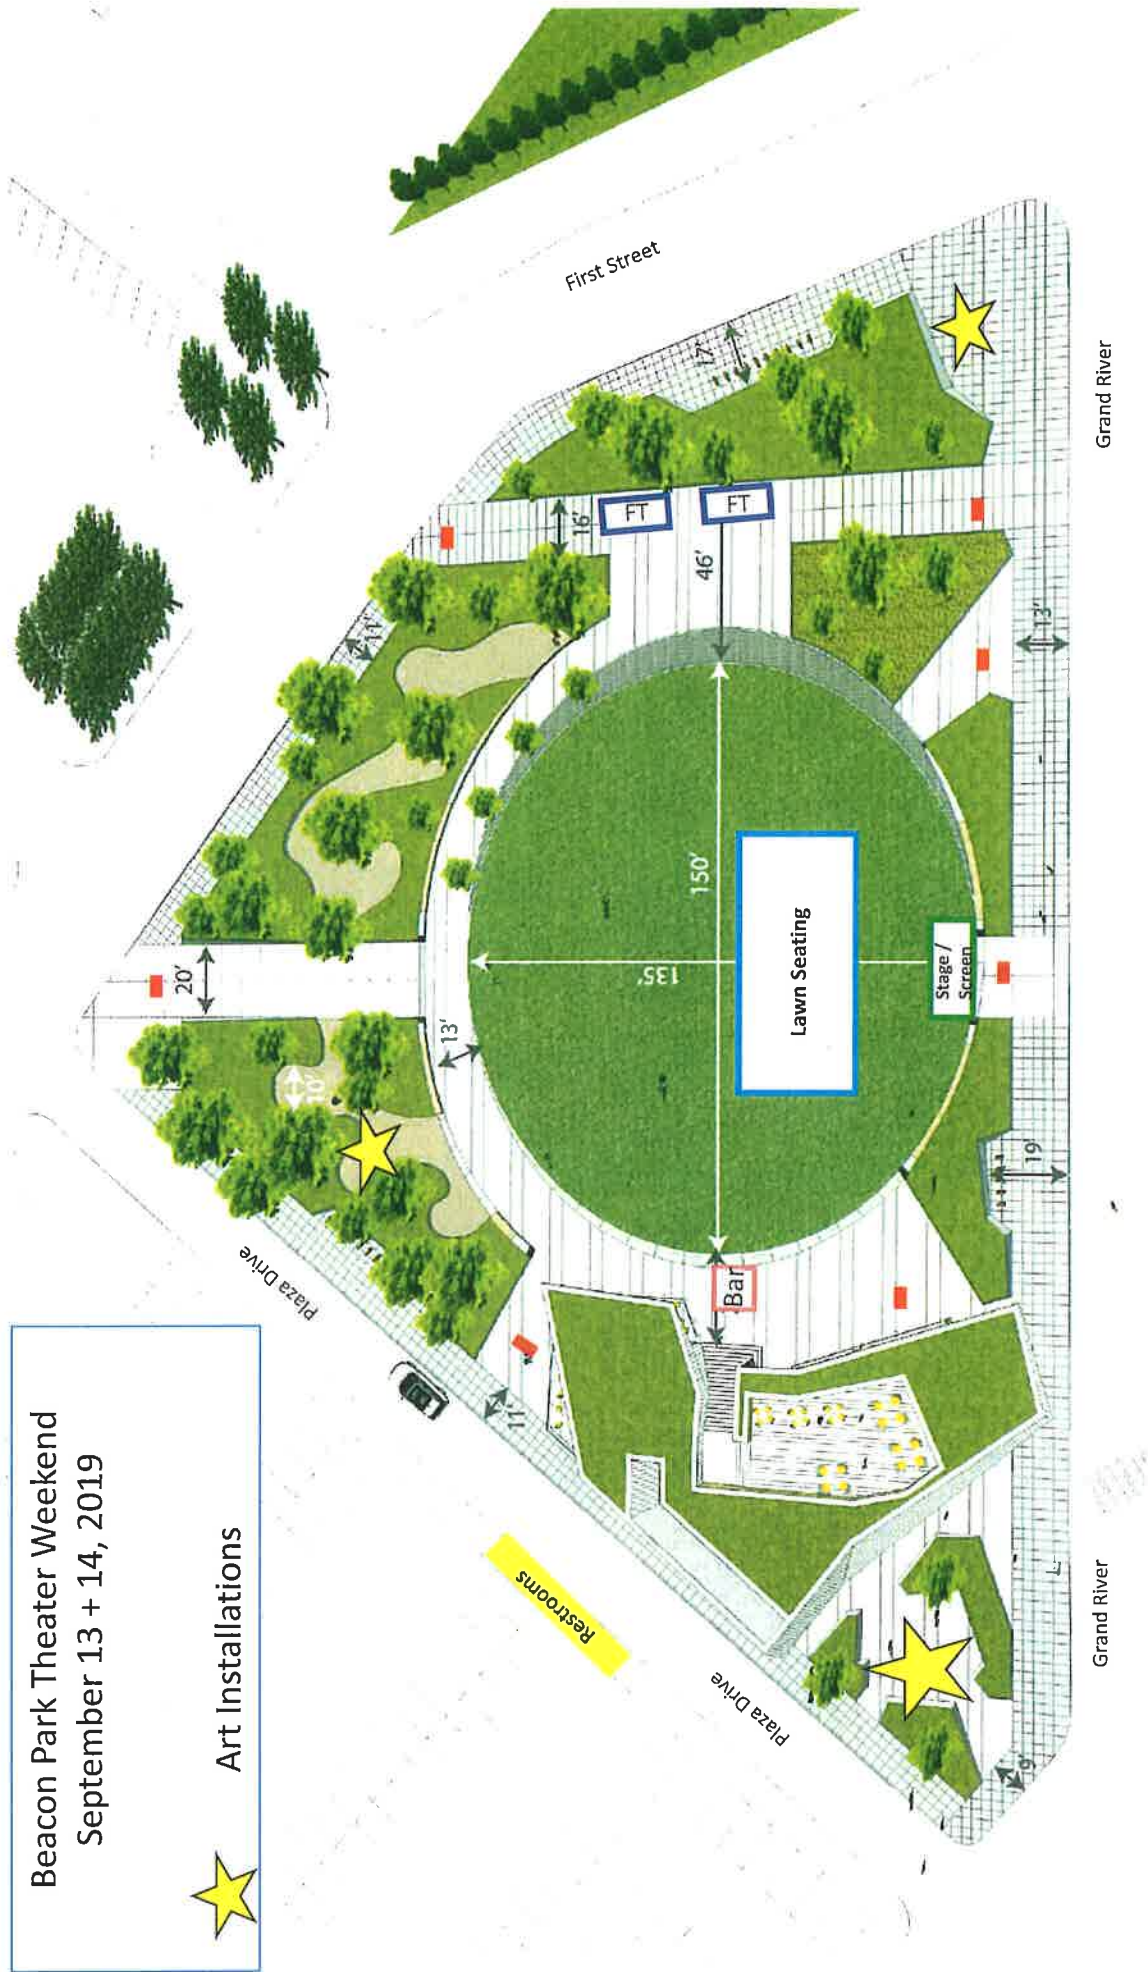 Beacon Park Theater Weekend
September 13 + 14, 2019
Art Installations
Plaza Drive
Restrooms
Plaza Drive
First Street
20'
10'
13'
11'
16'
17'
FT
FT
46'
150'
135'
Lawn Seating
Stage /
Screen
Bar
11'
19'
13'
9'
Grand River
Grand River